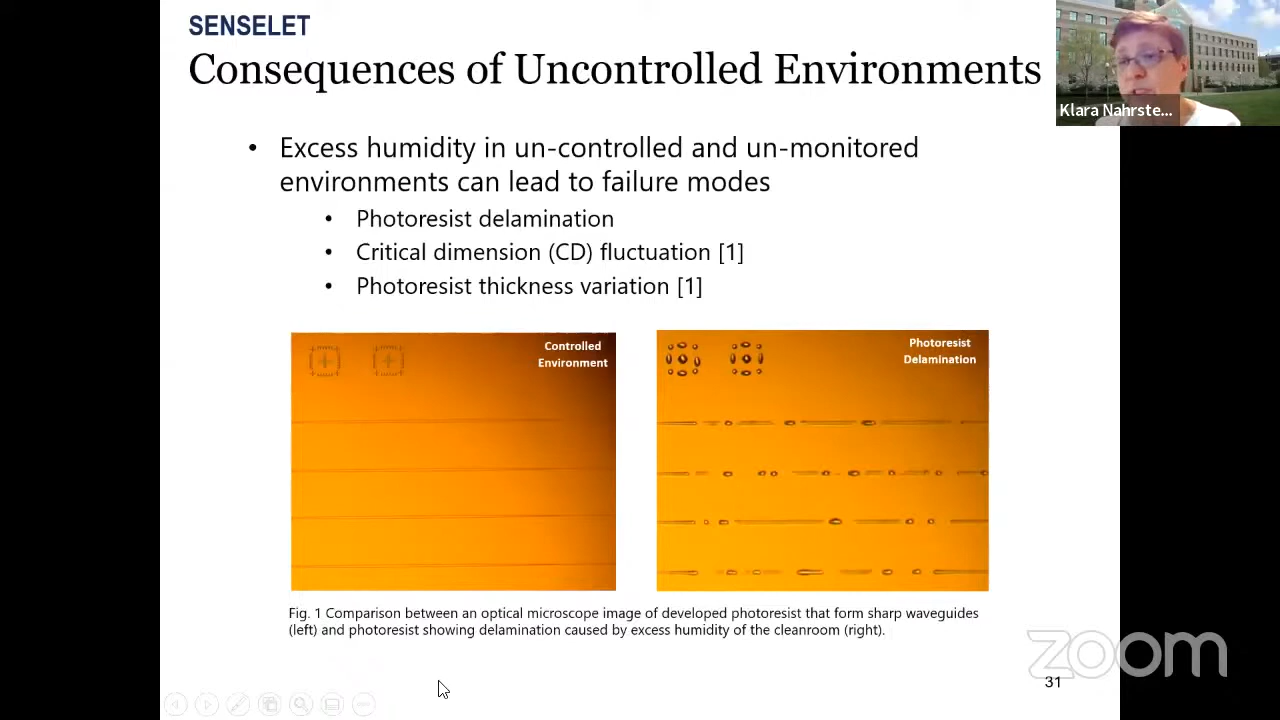 SENSELET
Consequences of Uncontrolled Environments
Klara Nahrste...
• Excess humidity in un-controlled and un-monitored
environments can lead to failure modes
• Photoresist delamination
• Critical dimension (CD) fluctuation [1]
• Photoresist thickness variation [1]
Controlled
Environment
Photoresist
Delamination
Fig. 1 Comparison between an optical microscope image of developed photoresist that form sharp waveguides
(left) and photoresist showing delamination caused by excess humidity of the cleanroom (right).
zoom
31